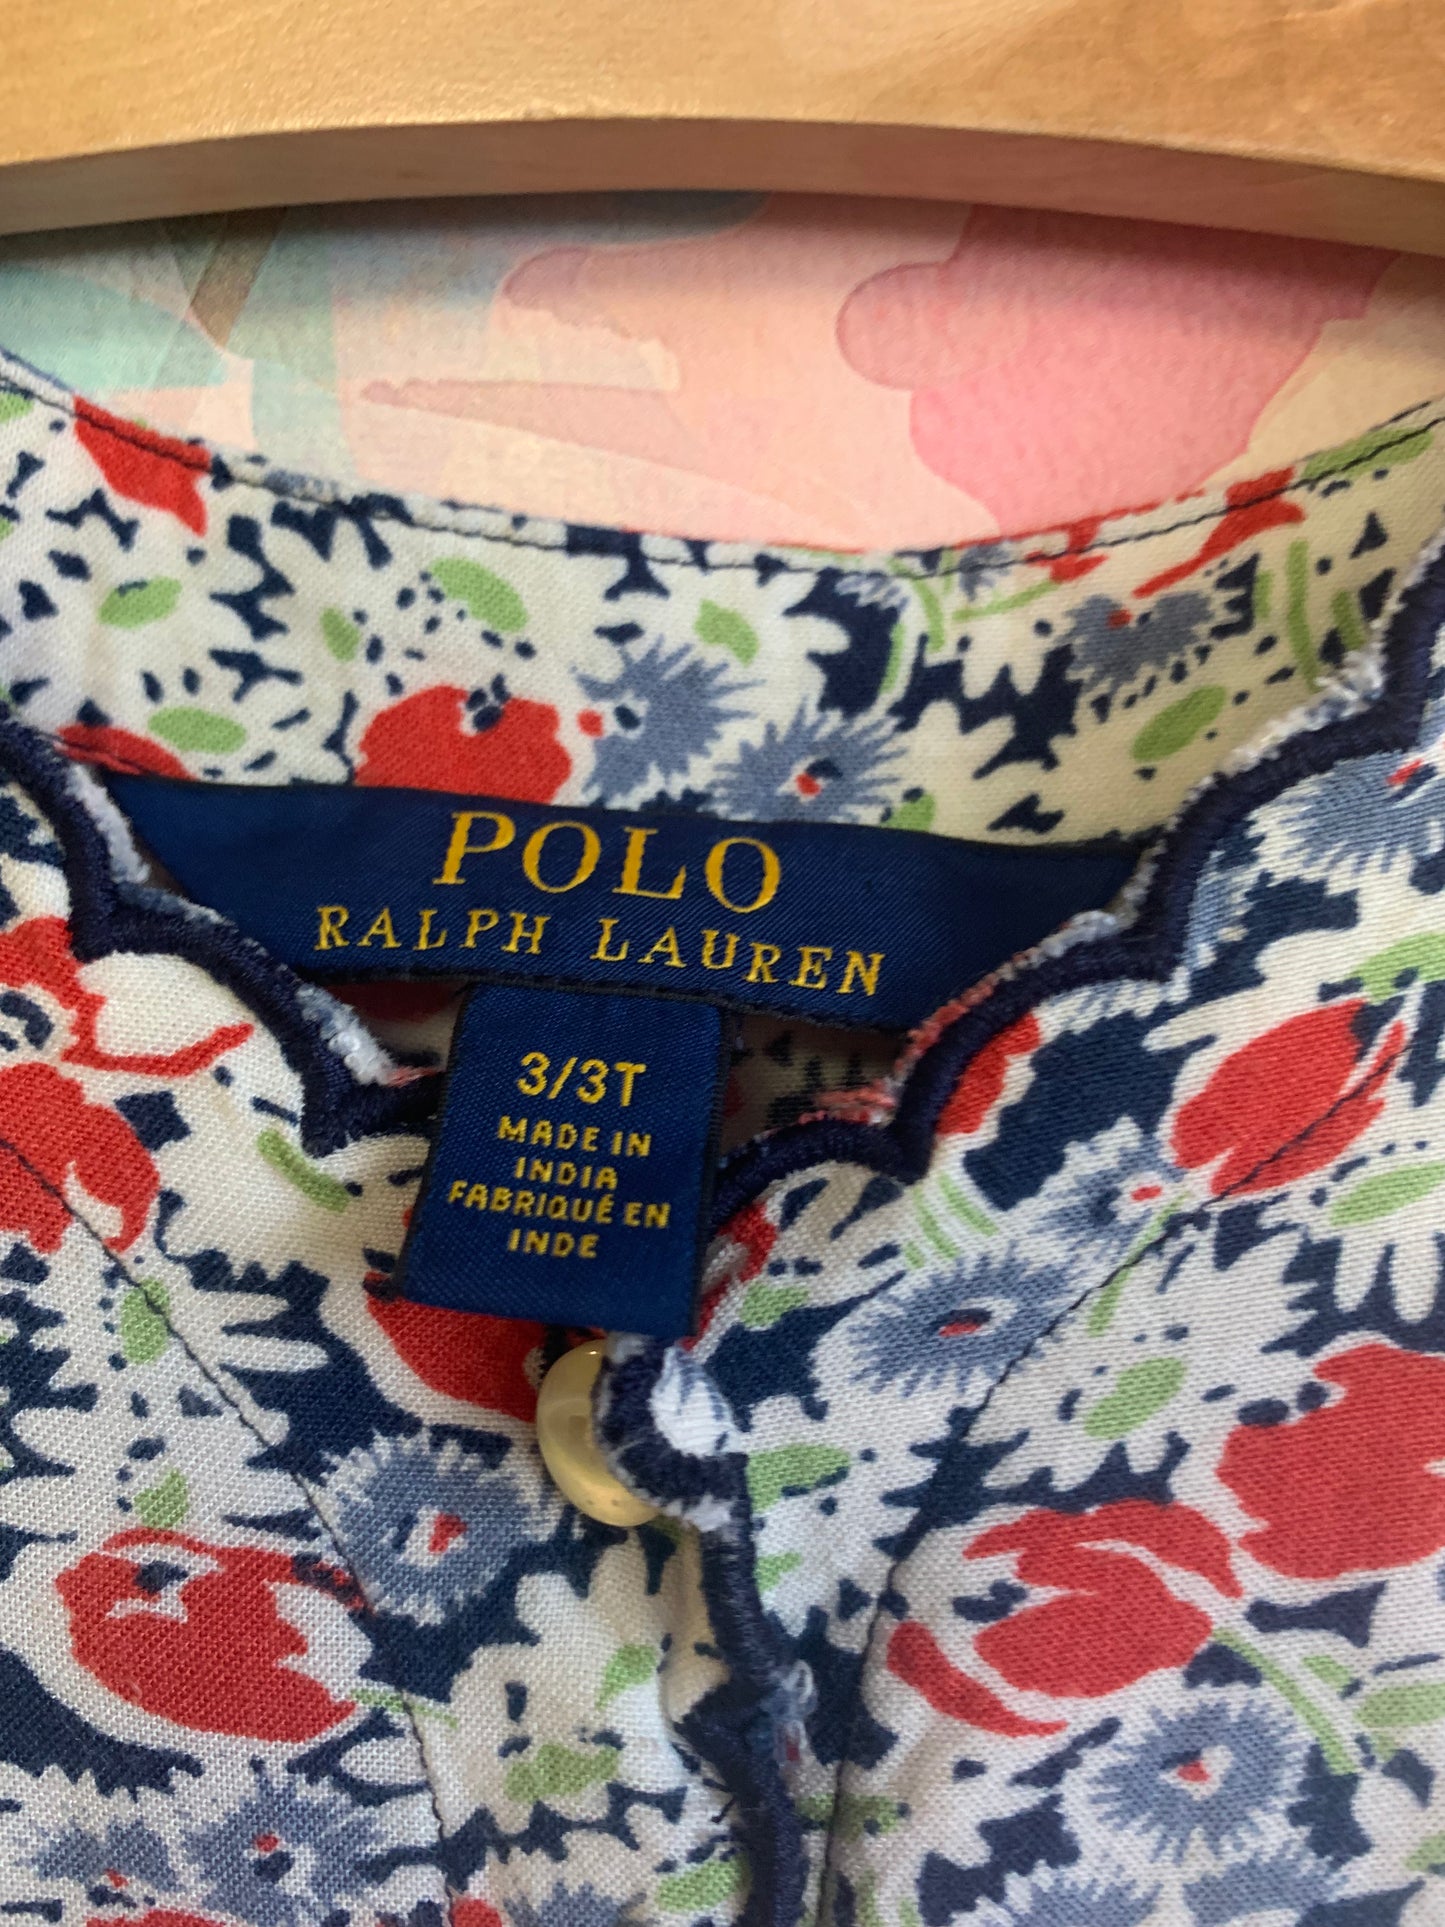 POLO
RALPH LAUREN
3/3T
MADE IN
INDIA
FABRIQUÉ EN
INDE